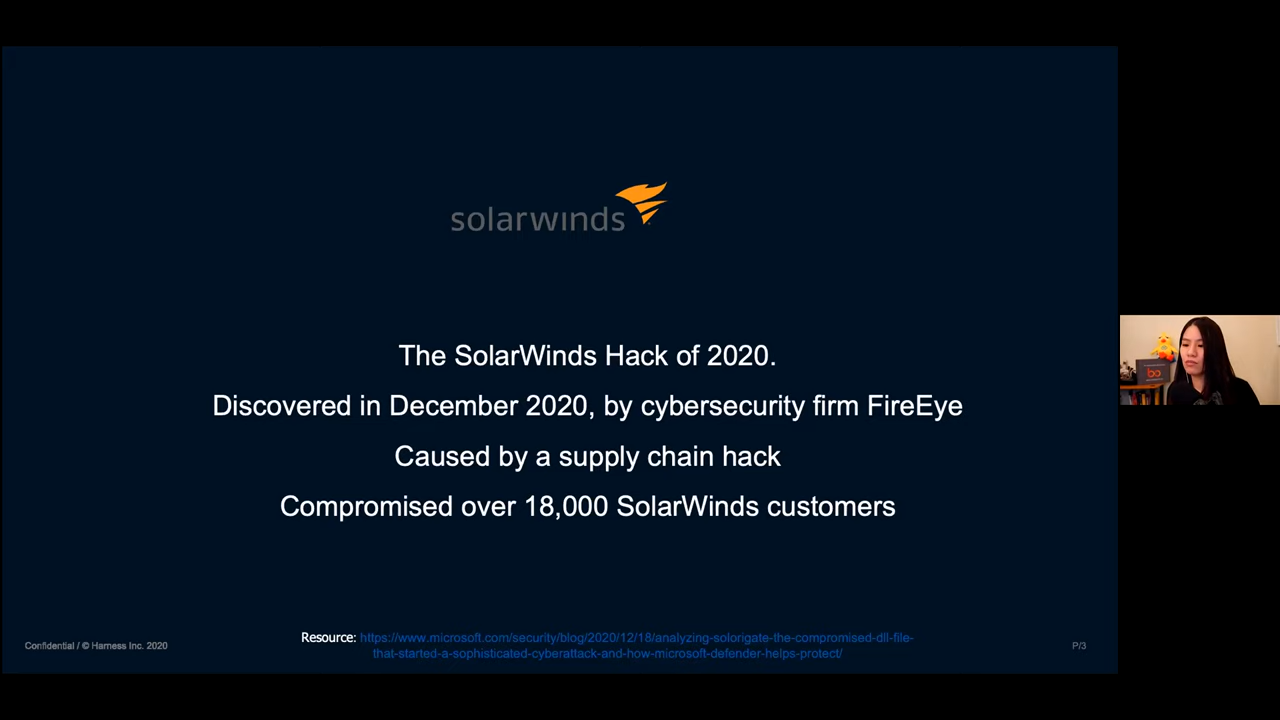 solarwinds
The SolarWinds Hack of 2020.
Discovered in December 2020, by cybersecurity firm FireEye
Caused by a supply chain hack
Compromised over 18,000 SolarWinds customers
Resource: https://www.microsoft.com/security/blog/2020/12/18/analyzing-solorigate-the-compromised-dll-file-
that-started-a-sophisticated-cyberattack-and-how-microsoft-defender-helps-protect/
Confidential / © Harness Inc. 2020
P/3